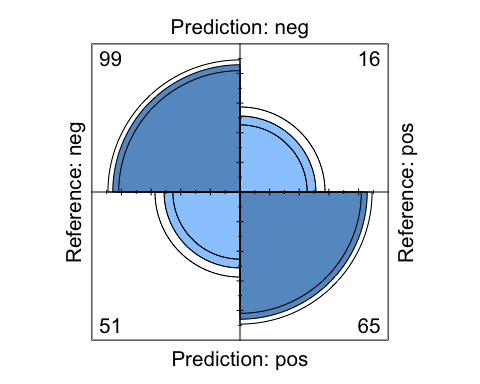 Prediction: neg
99
16
Reference: neg
Reference: pos
51
65
Prediction: pos